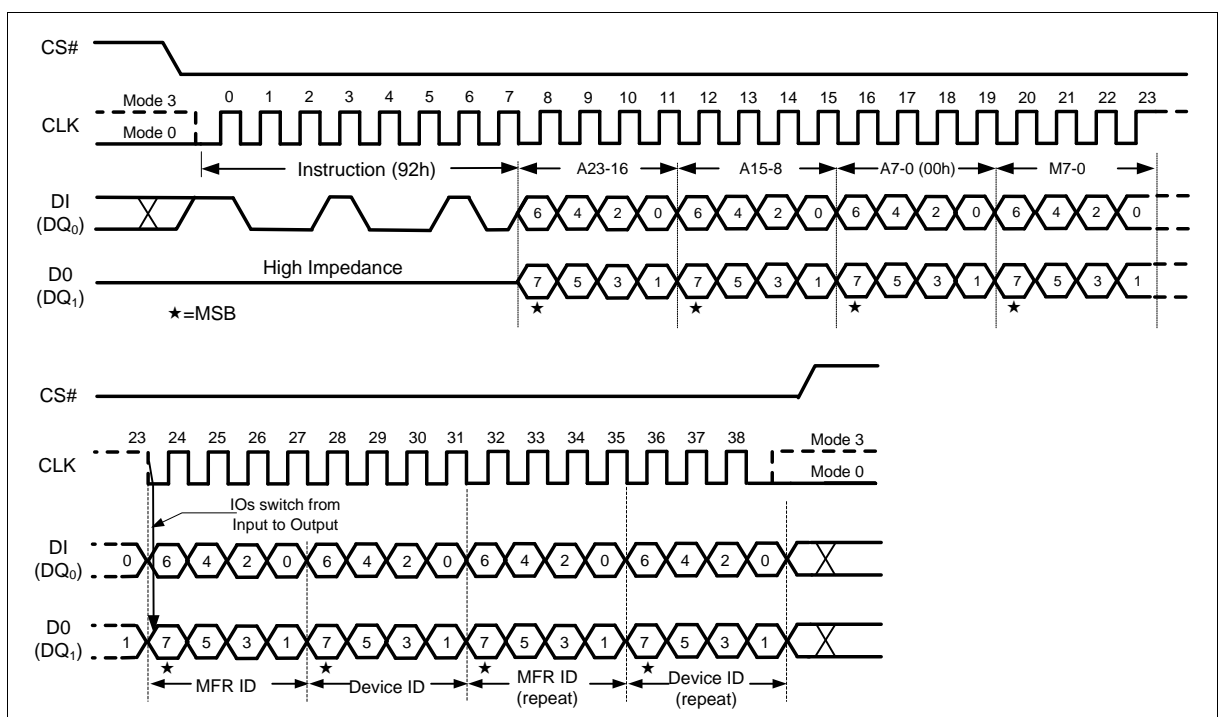 CS#
Mode 3 0 1 2 3 4 5 6 7 8 9 10 11 12 13 14 15 16 17 18 19 20 21 22 23
CLK
Mode 0
Instruction (92h) A23-16 A15-8 A7-0 (00h) M7-0
DI
(DQ0) 6 4 2 0 6 4 2 0 6 4 2 0 6 4 2 0
High Impedance
D0
(DQ1) 7 5 3 1 7 5 3 1 7 5 3 1 7 5 3 1
★=MSB ★ ★ ★ ★
CS#
23 24 25 26 27 28 29 30 31 32 33 34 35 36 37 38 Mode 3
CLK
Mode 0
IOs switch from
Input to Output
DI
(DQ0) 0 6 4 2 0 6 4 2 0 6 4 2 0 6 4 2 0
D0
(DQ1) 1 7 5 3 1 7 5 3 1 7 5 3 1 7 5 3 1
★ ★ ★ ★
MFR ID Device ID MFR ID Device ID
(repeat) (repeat)